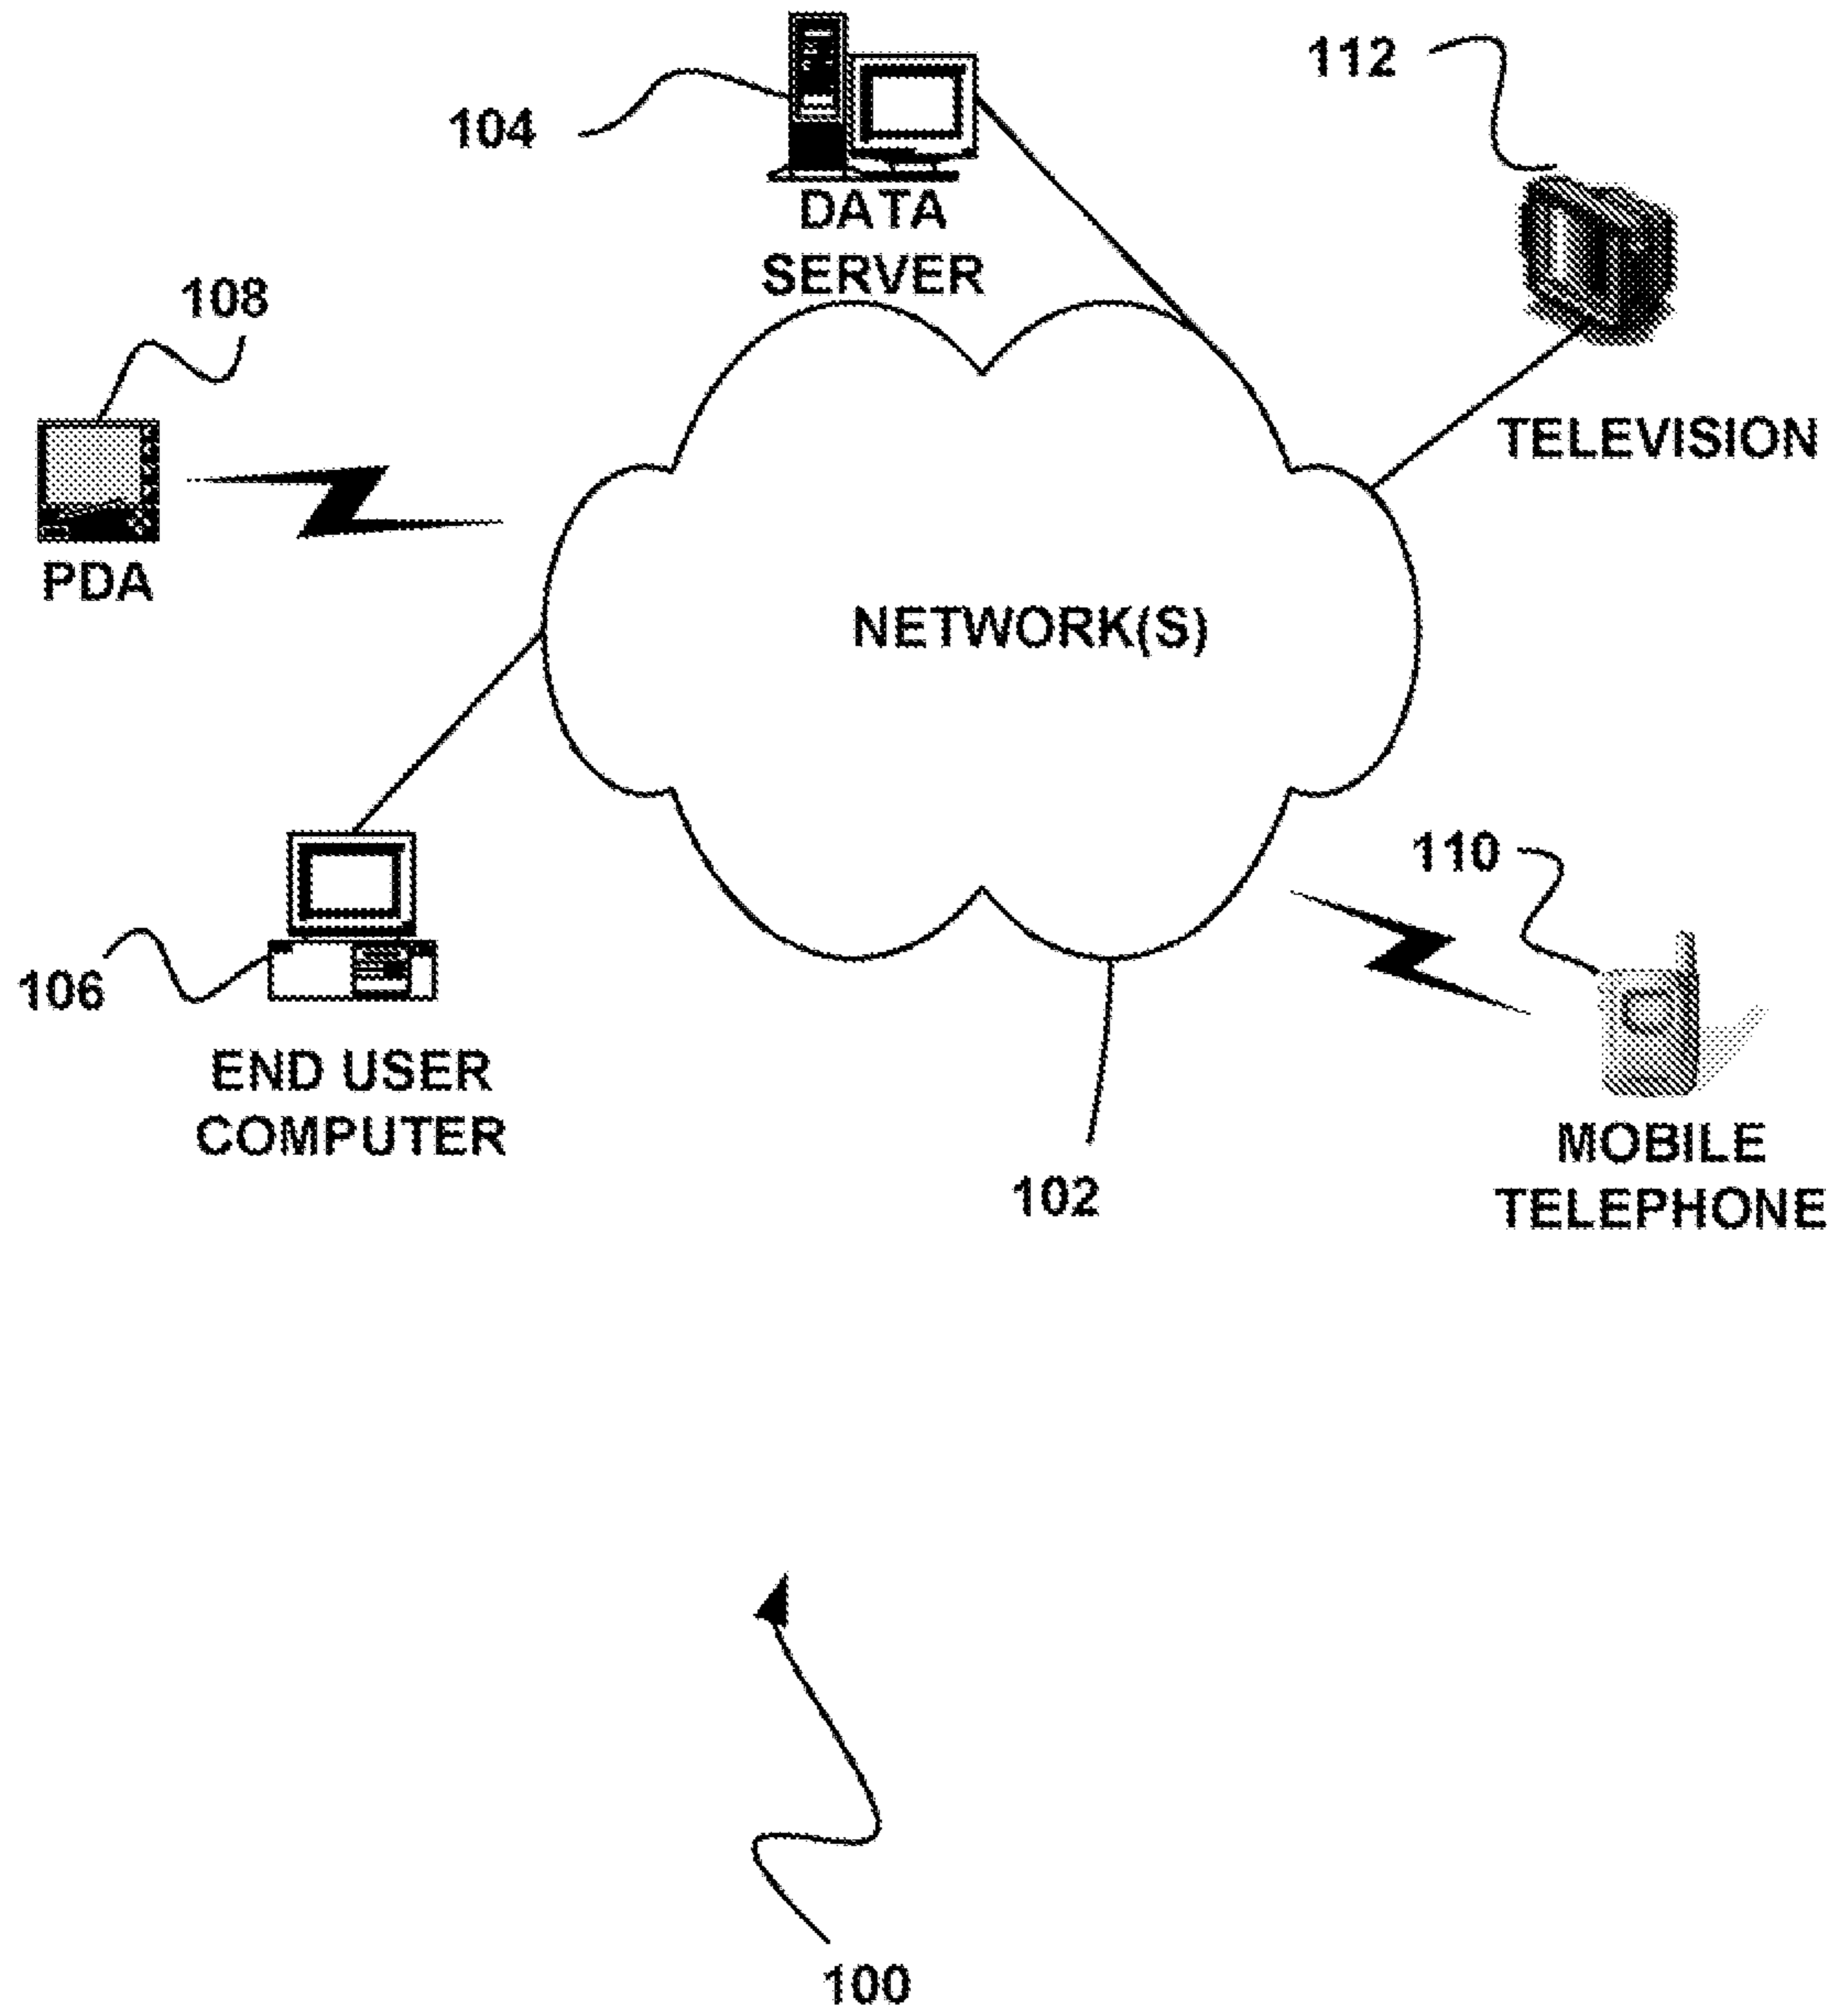 112
104
DATA
SERVER
108
TELEVISION
PDA
NETWORK(S)
110
106
END USER
COMPUTER
MOBILE
TELEPHONE
102
100